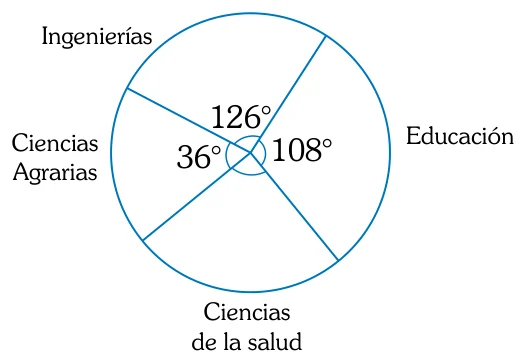 Ingenierías
126°
Ciencias
Agrarias
36°
108°
Educación
Ciencias
de la salud